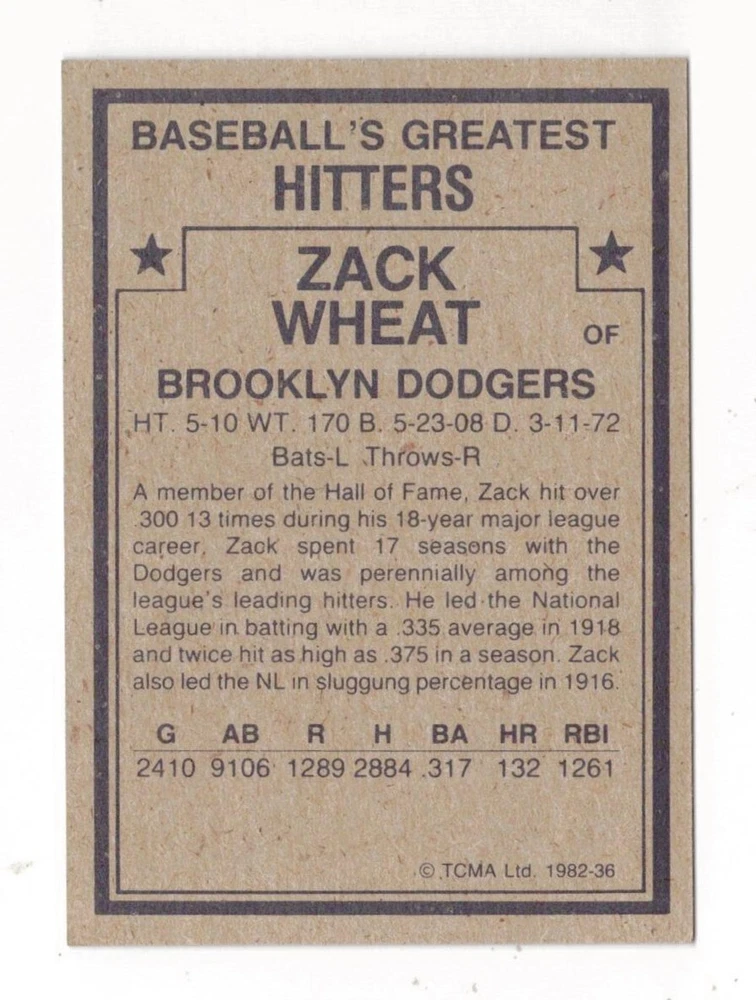 BASEBALL'S GREATEST
HITTERS
ZACK
WHEAT
OF
BROOKLYN DODGERS
HT. 5-10 WT. 170 B. 5-23-08 D. 3-11-72
Bats-L Throws-R
A member of the Hall of Fame, Zack hit over
.300 13 times during his 18-year major league
career. Zack spent 17 seasons with the
Dodgers and was perennially among the
league's leading hitters. He led the National
League in batting with a .335 average in 1918
and twice hit as high as .375 in a season. Zack
also led the NL in sluggung percentage in 1916.
G AB R H BA HR RBI
2410 9106 1289 2884 .317 132 1261
© TCMA Ltd. 1982-36